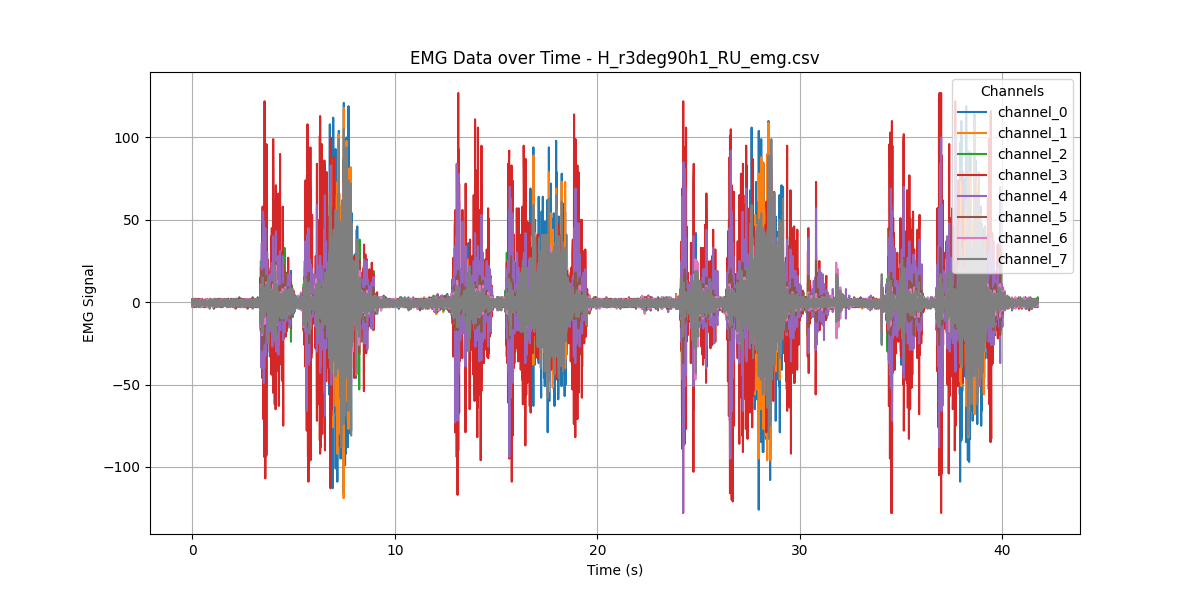 EMG Data over Time - H_r3deg90h1_RU_emg.csv
Channels
channel_0
channel_1
channel_2
channel_3
channel_4
channel_5
channel_6
channel_7
EMG Signal
100
50
0
−50
−100
0 10 20 30 40
Time (s)